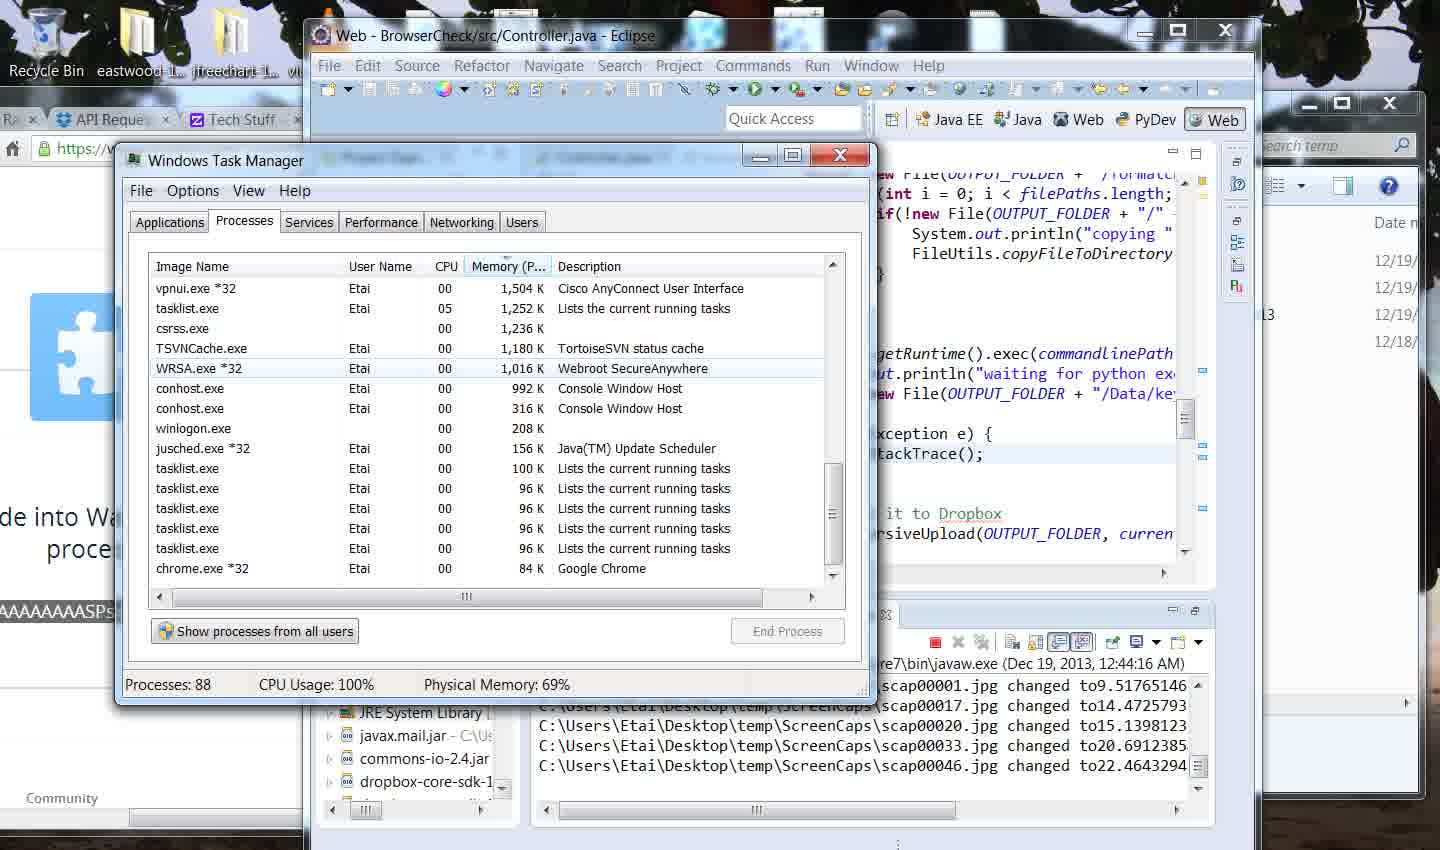 Recycle Bin
eastwood-1...
jfreechart-1...
Web - BrowserCheck/src/Controller.java - Eclipse
File Edit Source Refactor Navigate Search Project Commands Run Window Help
Quick Access
Java EE Java Web PyDev Web
API Reque
Tech Stuff
https://w
Search temp
Windows Task Manager
File Options View Help
Applications Processes Services Performance Networking Users
Image Name User Name CPU Memory (P... Description
vpnui.exe *32 Etai 00 1,504 K Cisco AnyConnect User Interface
tasklist.exe Etai 05 1,252 K Lists the current running tasks
csrss.exe 00 1,236 K
TSVNCache.exe Etai 00 1,180 K TortoiseSVN status cache
WRSA.exe *32 Etai 00 1,016 K Webroot SecureAnywhere
conhost.exe Etai 00 992 K Console Window Host
conhost.exe Etai 00 316 K Console Window Host
winlogon.exe 00 208 K
jusched.exe *32 Etai 00 156 K Java(TM) Update Scheduler
tasklist.exe Etai 00 100 K Lists the current running tasks
tasklist.exe Etai 00 96 K Lists the current running tasks
tasklist.exe Etai 00 96 K Lists the current running tasks
tasklist.exe Etai 00 96 K Lists the current running tasks
tasklist.exe Etai 00 96 K Lists the current running tasks
chrome.exe *32 Etai 00 84 K Google Chrome
Show processes from all users
End Process
Processes: 88 CPU Usage: 100% Physical Memory: 69%
ew File(OUTPUT_FOLDER + "/formatt
(int i = 0; i < filePaths.length;
if(!new File(OUTPUT_FOLDER + "/" +
System.out.println("copying "
FileUtils.copyFileToDirectory
}
getRuntime().exec(commandlinePath
ut.println("waiting for python exe
ew File(OUTPUT_FOLDER + "/Data/key
xception e) {
tackTrace();
it to Dropbox
rsiveUpload(OUTPUT_FOLDER, curren
Date m
12/19/
12/19/
13 12/19/
12/18/
de into Wa
proce
AAAAAAAASPs
Community
re7\bin\javaw.exe (Dec 19, 2013, 12:44:16 AM)
\scap00001.jpg changed to9.51765146
C:\Users\Etai\Desktop\temp\ScreenCaps\scap00017.jpg changed to14.4725793
C:\Users\Etai\Desktop\temp\ScreenCaps\scap00020.jpg changed to15.1398123
C:\Users\Etai\Desktop\temp\ScreenCaps\scap00033.jpg changed to20.6912385
C:\Users\Etai\Desktop\temp\ScreenCaps\scap00046.jpg changed to22.4643294
JRE System Library [
javax.mail.jar - C:\Us
commons-io-2.4.jar
dropbox-core-sdk-1